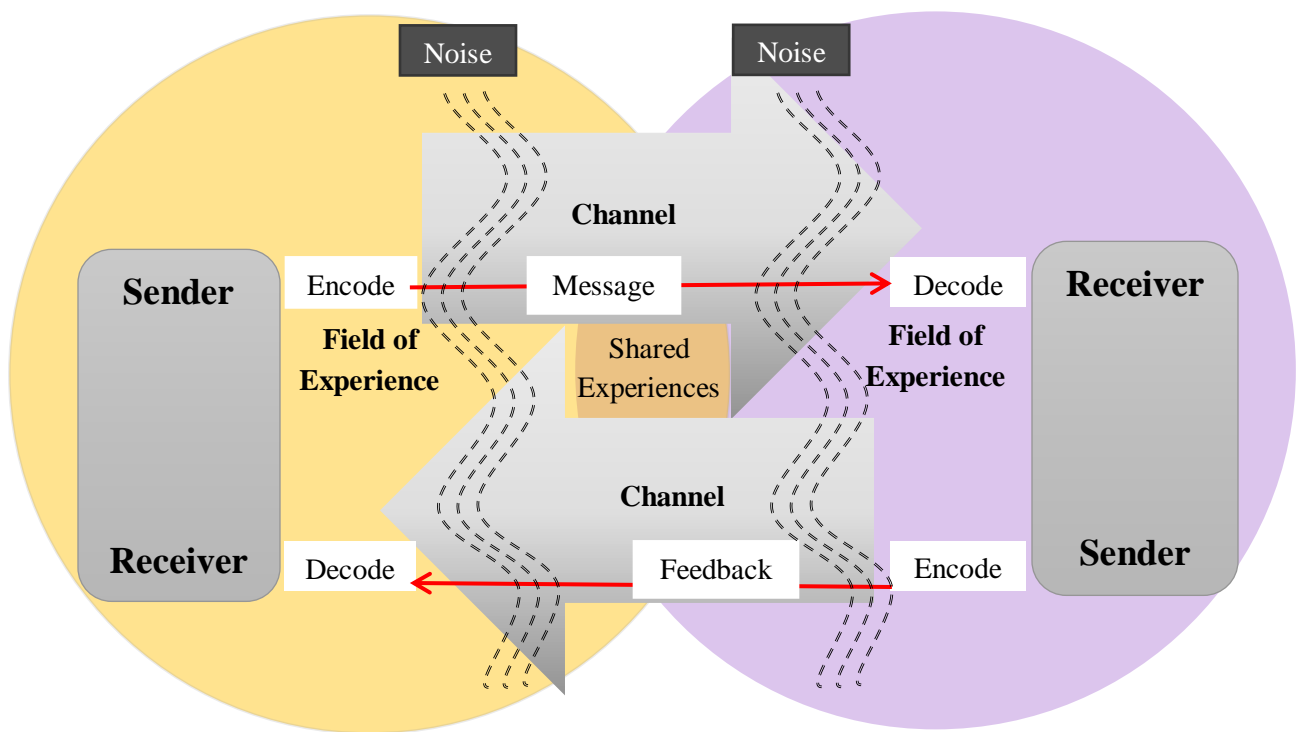 Noise
Noise
Channel
Sender
Encode
Message
Decode
Receiver
Field of
Experience
Shared
Experiences
Field of
Experience
Channel
Receiver
Decode
Feedback
Encode
Sender